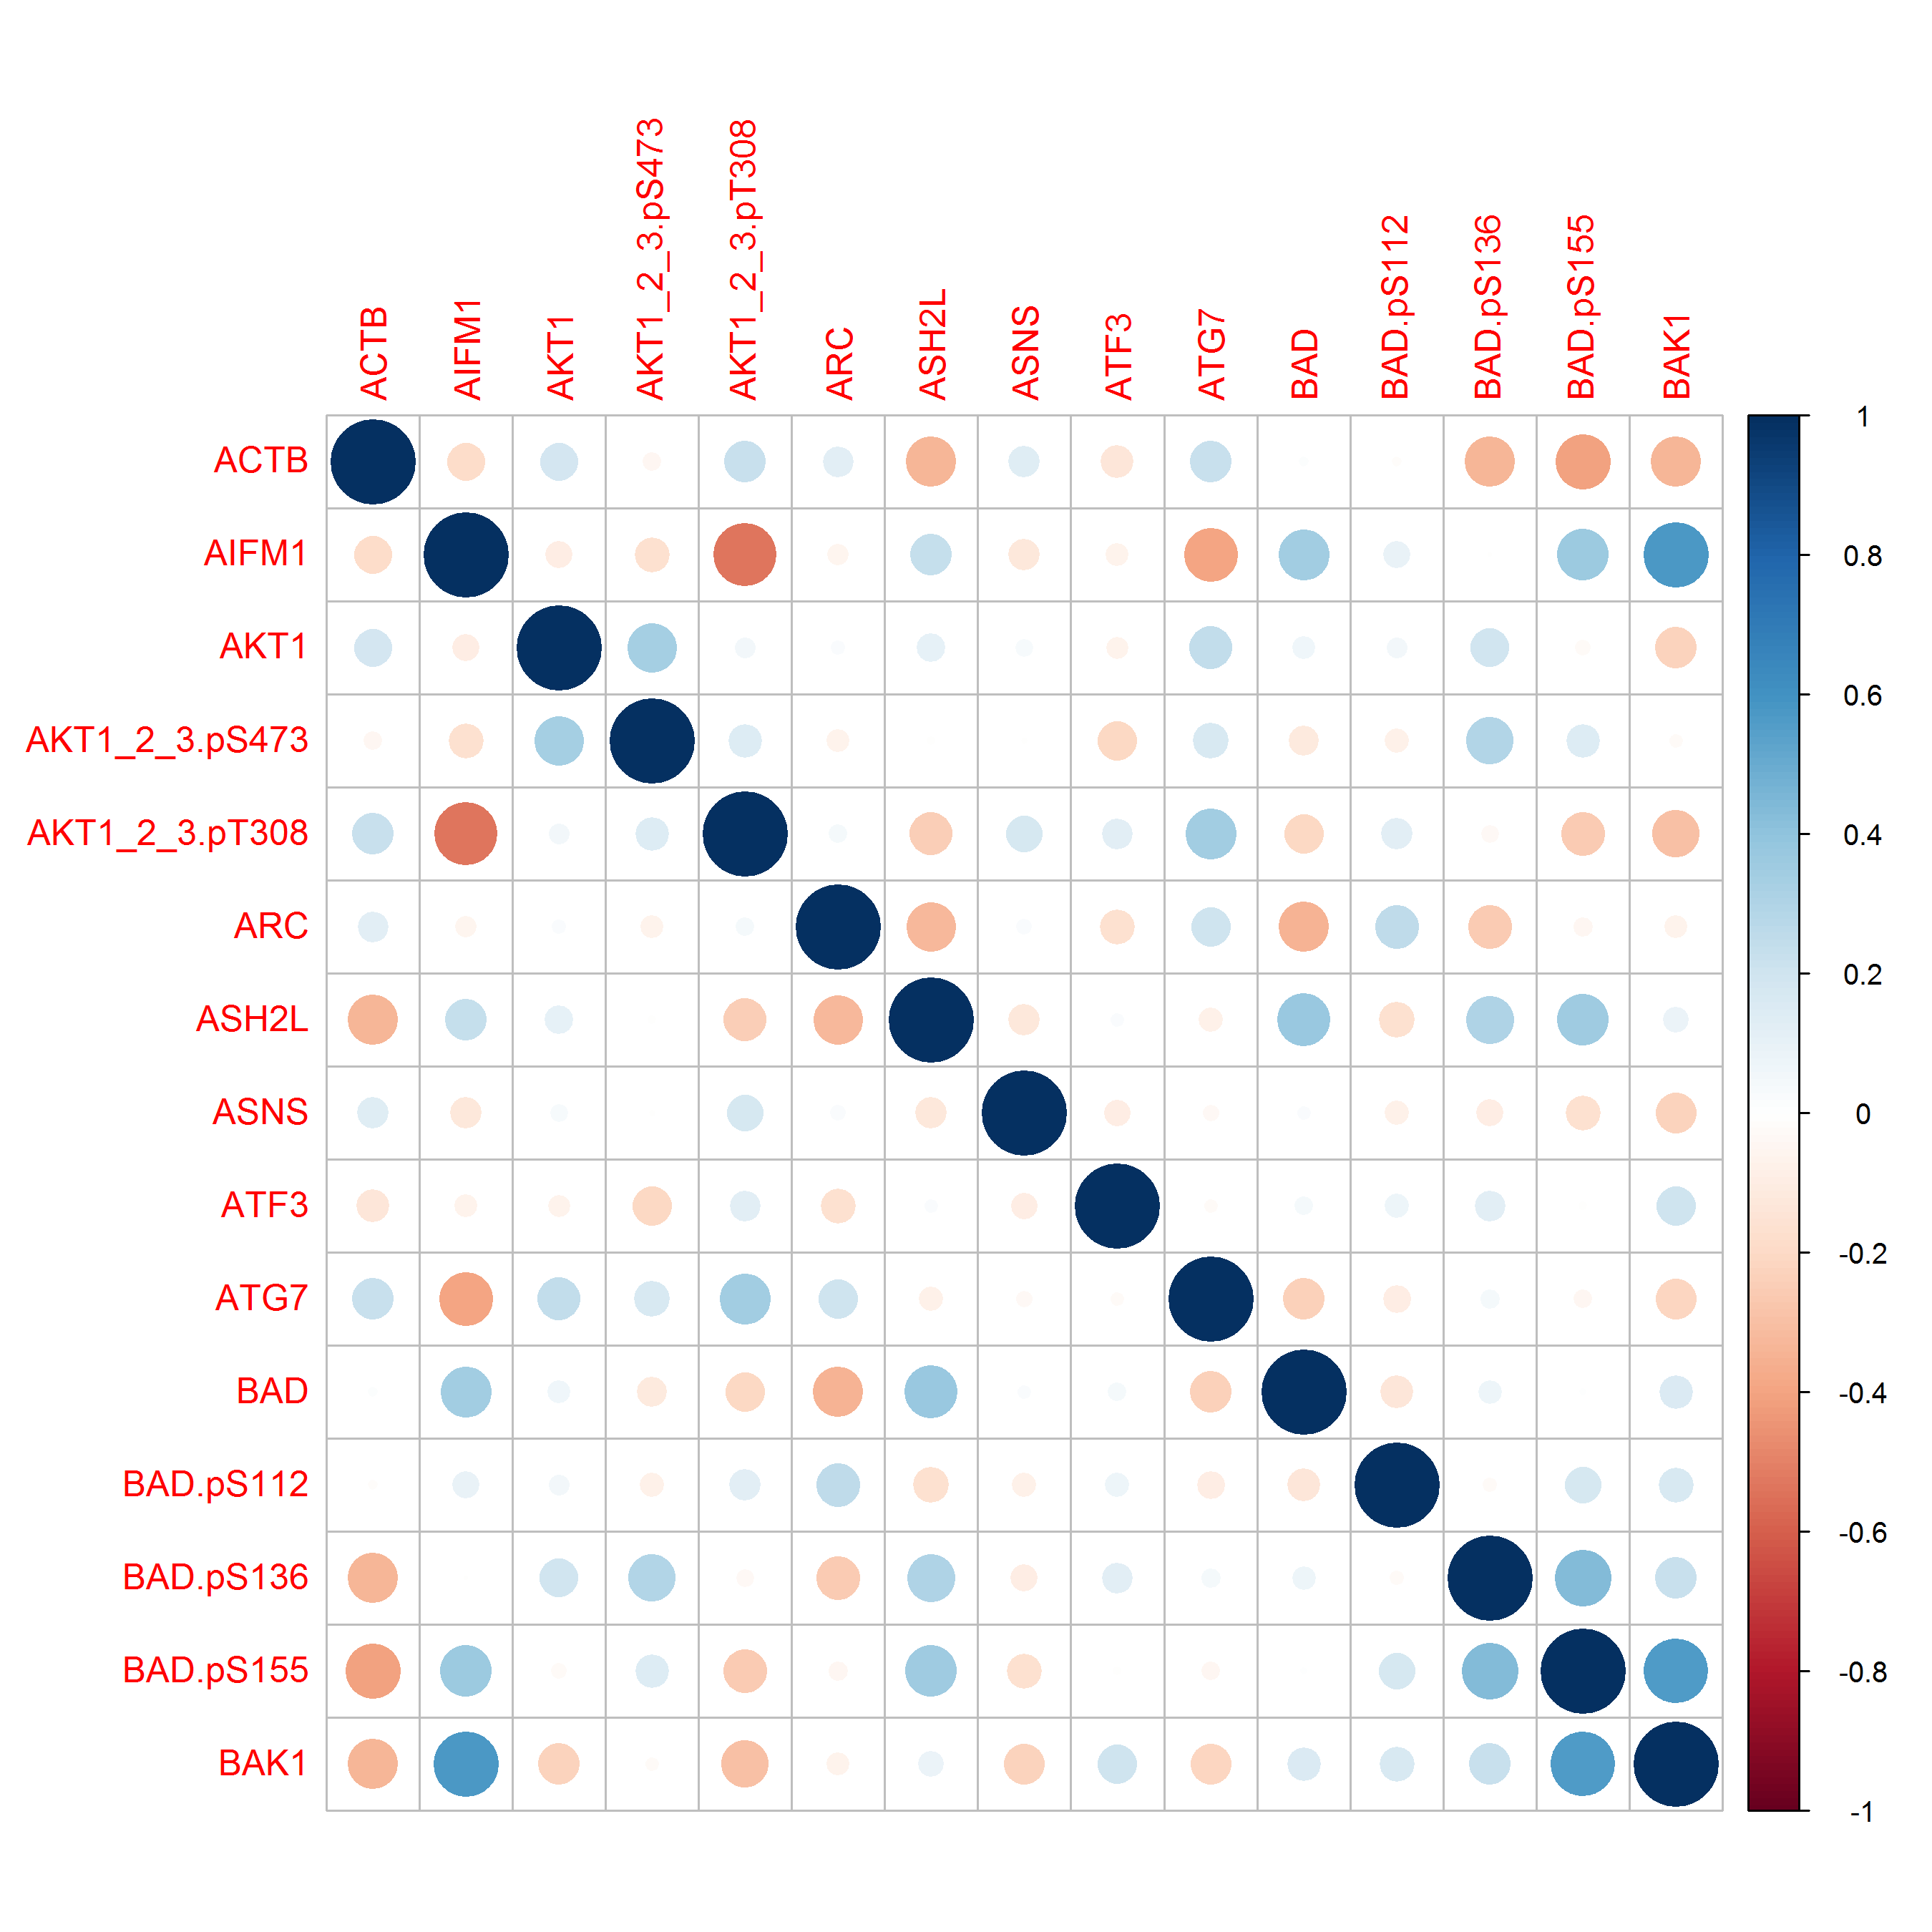 ACTB
AIFM1
AKT1
AKT1_2_3.pS473
AKT1_2_3.pT308
ARC
ASH2L
ASNS
ATF3
ATG7
BAD
BAD.pS112
BAD.pS136
BAD.pS155
BAK1
ACTB
AIFM1
AKT1
AKT1_2_3.pS473
AKT1_2_3.pT308
ARC
ASH2L
ASNS
ATF3
ATG7
BAD
BAD.pS112
BAD.pS136
BAD.pS155
BAK1
1
0.8
0.6
0.4
0.2
0
-0.2
-0.4
-0.6
-0.8
-1